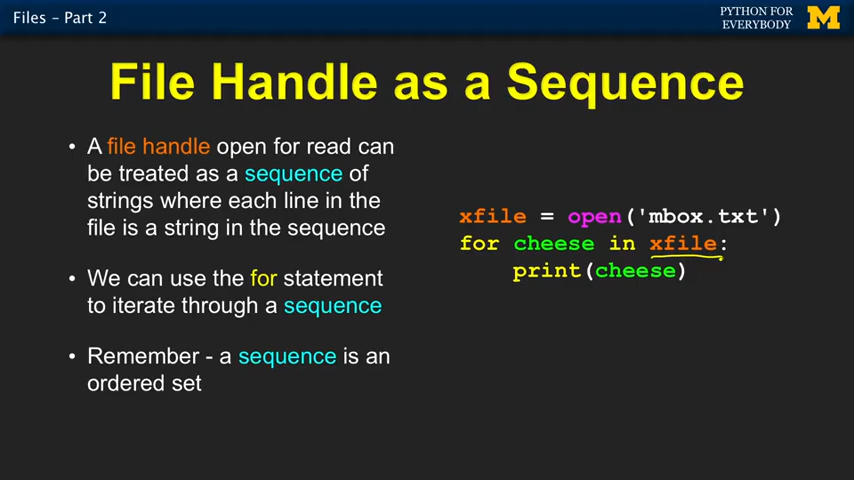 Files – Part 2
PYTHON FOR
EVERYBODY
M
File Handle as a Sequence
• A file handle open for read can
be treated as a sequence of
strings where each line in the
file is a string in the sequence
• We can use the for statement
to iterate through a sequence
• Remember - a sequence is an
ordered set
xfile = open('mbox.txt')
for cheese in xfile:
    print(cheese)